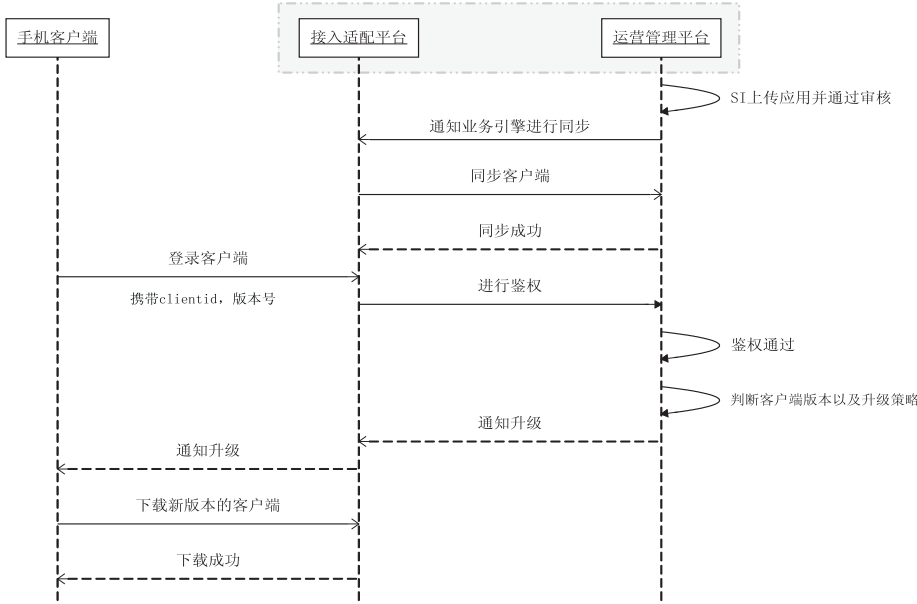 手机客户端
接入适配平台
运营管理平台
SI上传应用并通过审核
通知业务引擎进行同步
同步客户端
同步成功
登录客户端
携带clientid，版本号
进行鉴权
鉴权通过
判断客户端版本以及升级策略
通知升级
通知升级
下载新版本的客户端
下载成功